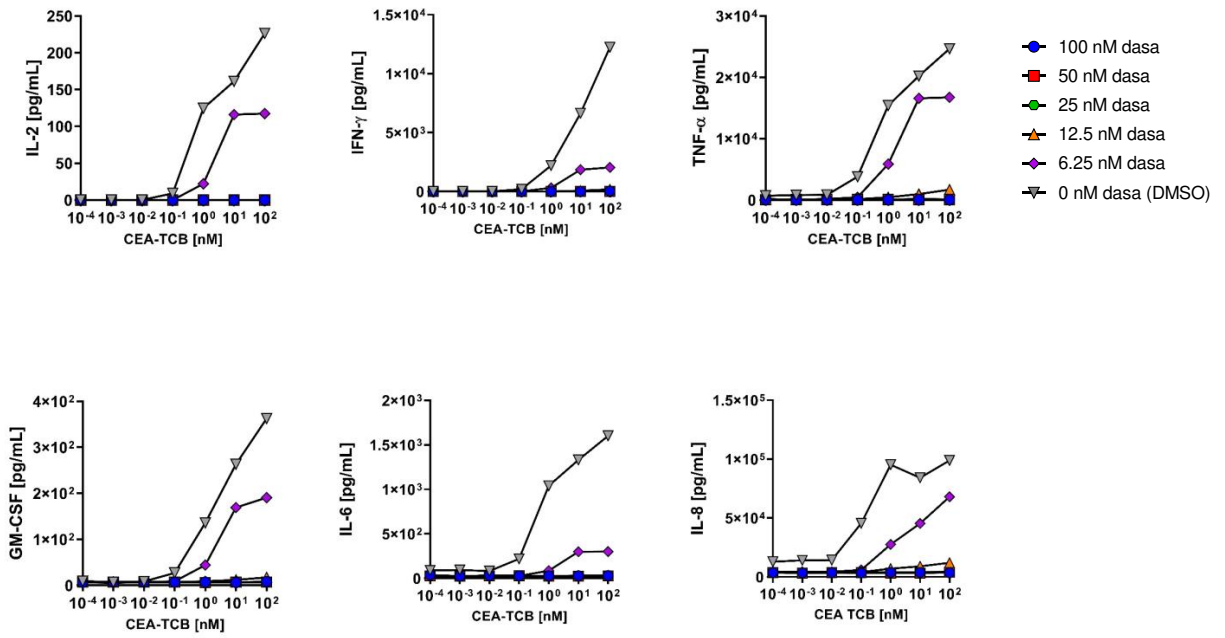 250
200
150
100
50
0
IL-2 [pg/mL]
10⁻⁴ 10⁻³ 10⁻² 10⁻¹ 10⁰ 10¹ 10²
CEA-TCB [nM]
1.5×10⁴
1×10⁴
5×10³
0
IFN-γ [pg/mL]
10⁻⁴ 10⁻³ 10⁻² 10⁻¹ 10⁰ 10¹ 10²
CEA-TCB [nM]
3×10⁴
2×10⁴
1×10⁴
0
TNF-α [pg/mL]
10⁻⁴ 10⁻³ 10⁻² 10⁻¹ 10⁰ 10¹ 10²
CEA-TCB [nM]
100 nM dasa
50 nM dasa
25 nM dasa
12.5 nM dasa
6.25 nM dasa
0 nM dasa (DMSO)
4×10²
3×10²
2×10²
1×10²
0
GM-CSF [pg/mL]
10⁻⁴ 10⁻³ 10⁻² 10⁻¹ 10⁰ 10¹ 10²
CEA-TCB [nM]
2×10³
1.5×10³
1×10³
5×10²
0
IL-6 [pg/mL]
10⁻⁴ 10⁻³ 10⁻² 10⁻¹ 10⁰ 10¹ 10²
CEA-TCB [nM]
1.5×10⁵
1×10⁵
5×10⁴
0
IL-8 [pg/mL]
10⁻⁴ 10⁻³ 10⁻² 10⁻¹ 10⁰ 10¹ 10²
CEA TCB [nM]